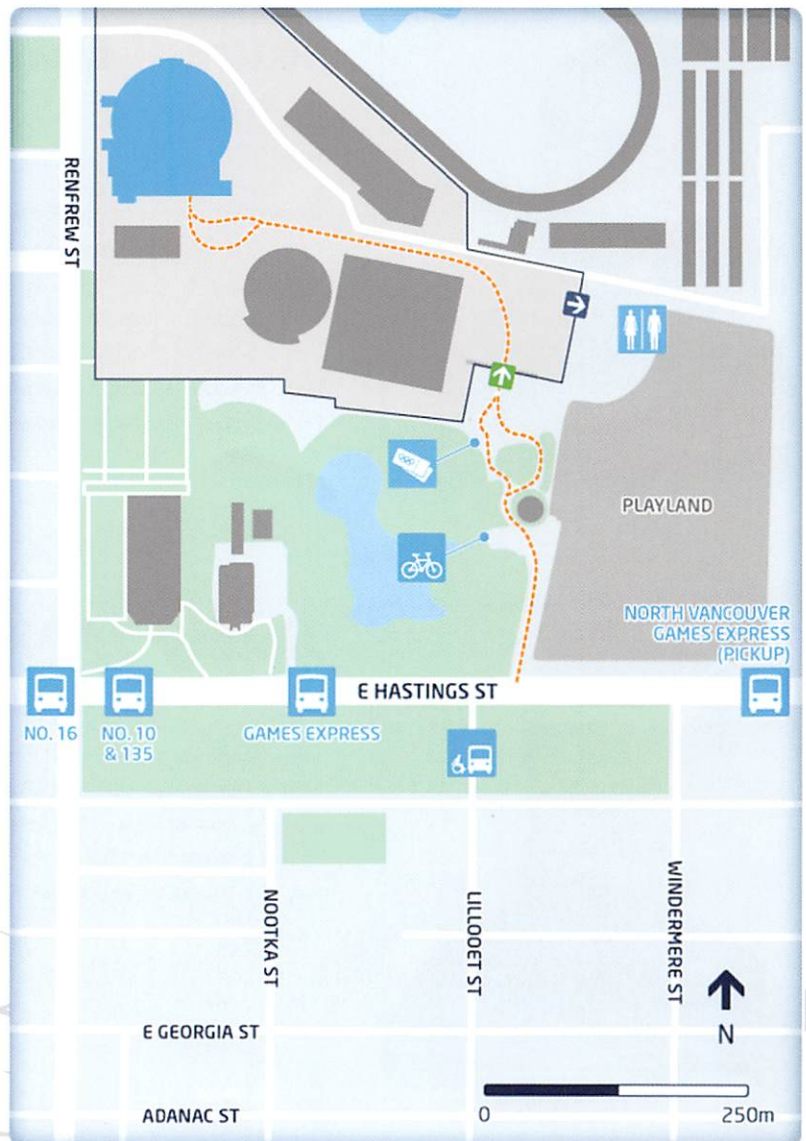 RENFREW ST
PLAYLAND
NORTH VANCOUVER
GAMES EXPRESS
(PICKUP)
E HASTINGS ST
NO. 16
NO. 10
& 135
GAMES EXPRESS
NOOTKA ST
LILLOOET ST
WINDERMERE ST
N
E GEORGIA ST
0
250m
ADANAC ST